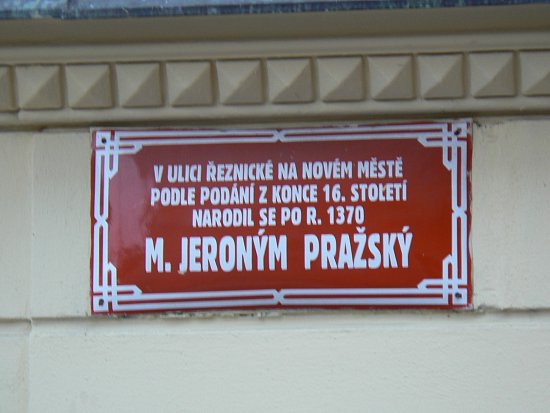 V ULICI ŘEZNICKÉ NA NOVÉM MĚSTĚ
PODLE PODÁNÍ Z KONCE 16. STOLETÍ
NARODIL SE PO R. 1370
M. JERONÝM PRAŽSKÝ